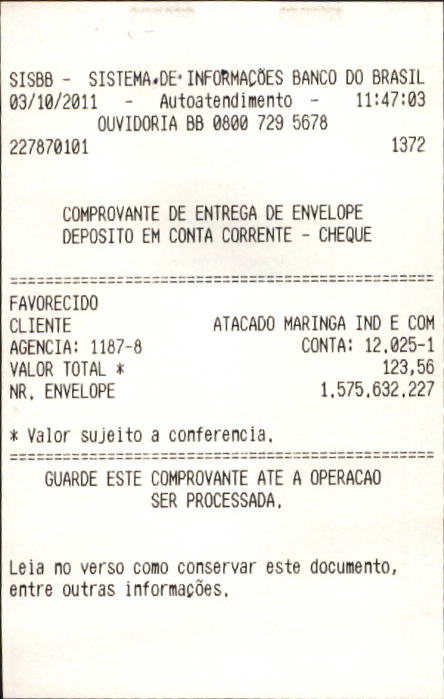 SISBB - SISTEMA DE INFORMAÇÕES BANCO DO BRASIL
03/10/2011 - Autoatendimento - 11:47:03
OUVIDORIA BB 0800 729 5678
227870101 1372
COMPROVANTE DE ENTREGA DE ENVELOPE
DEPOSITO EM CONTA CORRENTE - CHEQUE
================================================
FAVORECIDO
CLIENTE ATACADO MARINGA IND E COM
AGENCIA: 1187-8 CONTA: 12.025-1
VALOR TOTAL * 123,56
NR. ENVELOPE 1.575.632.227
* Valor sujeito a conferencia.
================================================
GUARDE ESTE COMPROVANTE ATE A OPERACAO
SER PROCESSADA.
Leia no verso como conservar este documento,
entre outras informações.